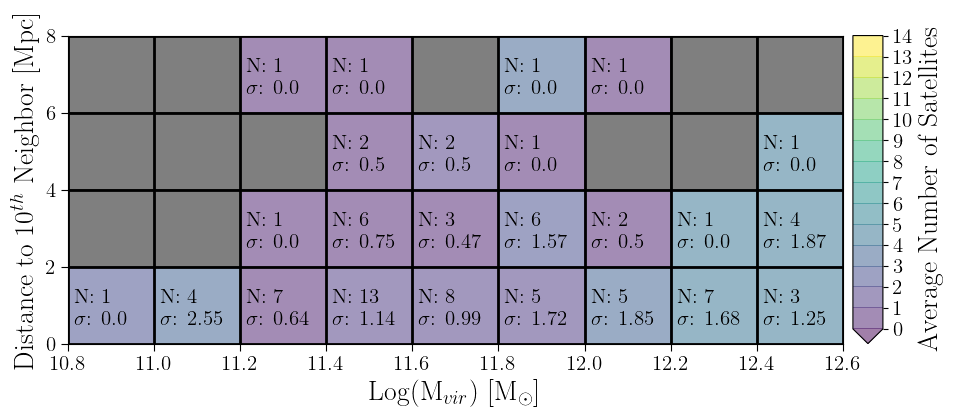 Distance to 10th Neighbor [Mpc]
8
6
4
2
0
N: 1
σ: 0.0
N: 1
σ: 0.0
N: 1
σ: 0.0
N: 1
σ: 0.0
N: 2
σ: 0.5
N: 2
σ: 0.5
N: 1
σ: 0.0
N: 1
σ: 0.0
N: 1
σ: 0.0
N: 6
σ: 0.75
N: 3
σ: 0.47
N: 6
σ: 1.57
N: 2
σ: 0.5
N: 1
σ: 0.0
N: 4
σ: 1.87
N: 1
σ: 0.0
N: 4
σ: 2.55
N: 7
σ: 0.64
N: 13
σ: 1.14
N: 8
σ: 0.99
N: 5
σ: 1.72
N: 5
σ: 1.85
N: 7
σ: 1.68
N: 3
σ: 1.25
10.8 11.0 11.2 11.4 11.6 11.8 12.0 12.2 12.4 12.6
Log(Mvir) [M⊙]
14
13
12
11
10
9
8
7
6
5
4
3
2
1
0
Average Number of Satellites